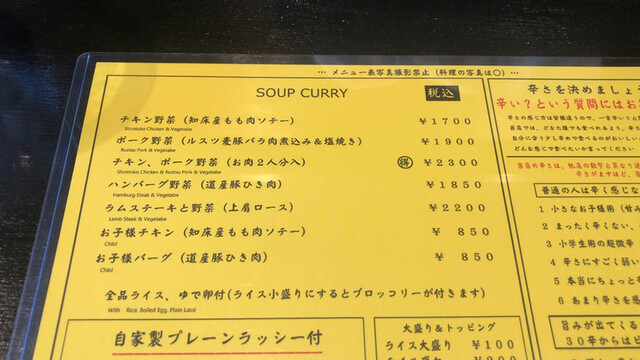 … メニュー表写真撮影禁止（料理の写真は〇）…
SOUP CURRY
税込
チキン野菜（知床産もも肉ソテー） ￥1700
Shiretoko Chicken & Vegetabe
ポーク野菜（ルスツ麦豚バラ肉煮込み&塩焼き） ￥1900
Rustsu Pork & Vegetabe
チキン、ポーク野菜（お肉2人分入） ￥2300
Shiretoko Chicken & Rustsu Pork & Vegetabe
ハンバーグ野菜（道産豚ひき肉） ￥1850
Hamburg Steak & Vegetabe
ラムステーキと野菜（上肩ロース） ￥2200
Lamb Steak & Vegetabe
お子様チキン（知床産もも肉ソテー） ￥ 850
Child
お子様バーグ（道産豚ひき肉） ￥ 850
Child
全品ライス、ゆで卵付(ライス小盛りにするとブロッコリーが付きます)
With Rice, Boiled Egg, Plain Lassi
自家製プレーンラッシー付
大盛り&トッピング
ライス大盛り ￥100
辛さを決めましょ
辛い？という質問にはお
普通の人は辛く感じな
1 小さなお子様用（甘み
2 まったく辛くない、
3 小学生用の超微辛
4 辛さにすごく弱い
5 本当にちょっと
6 あまり辛さを感
旨みが出てくる
30辛からは